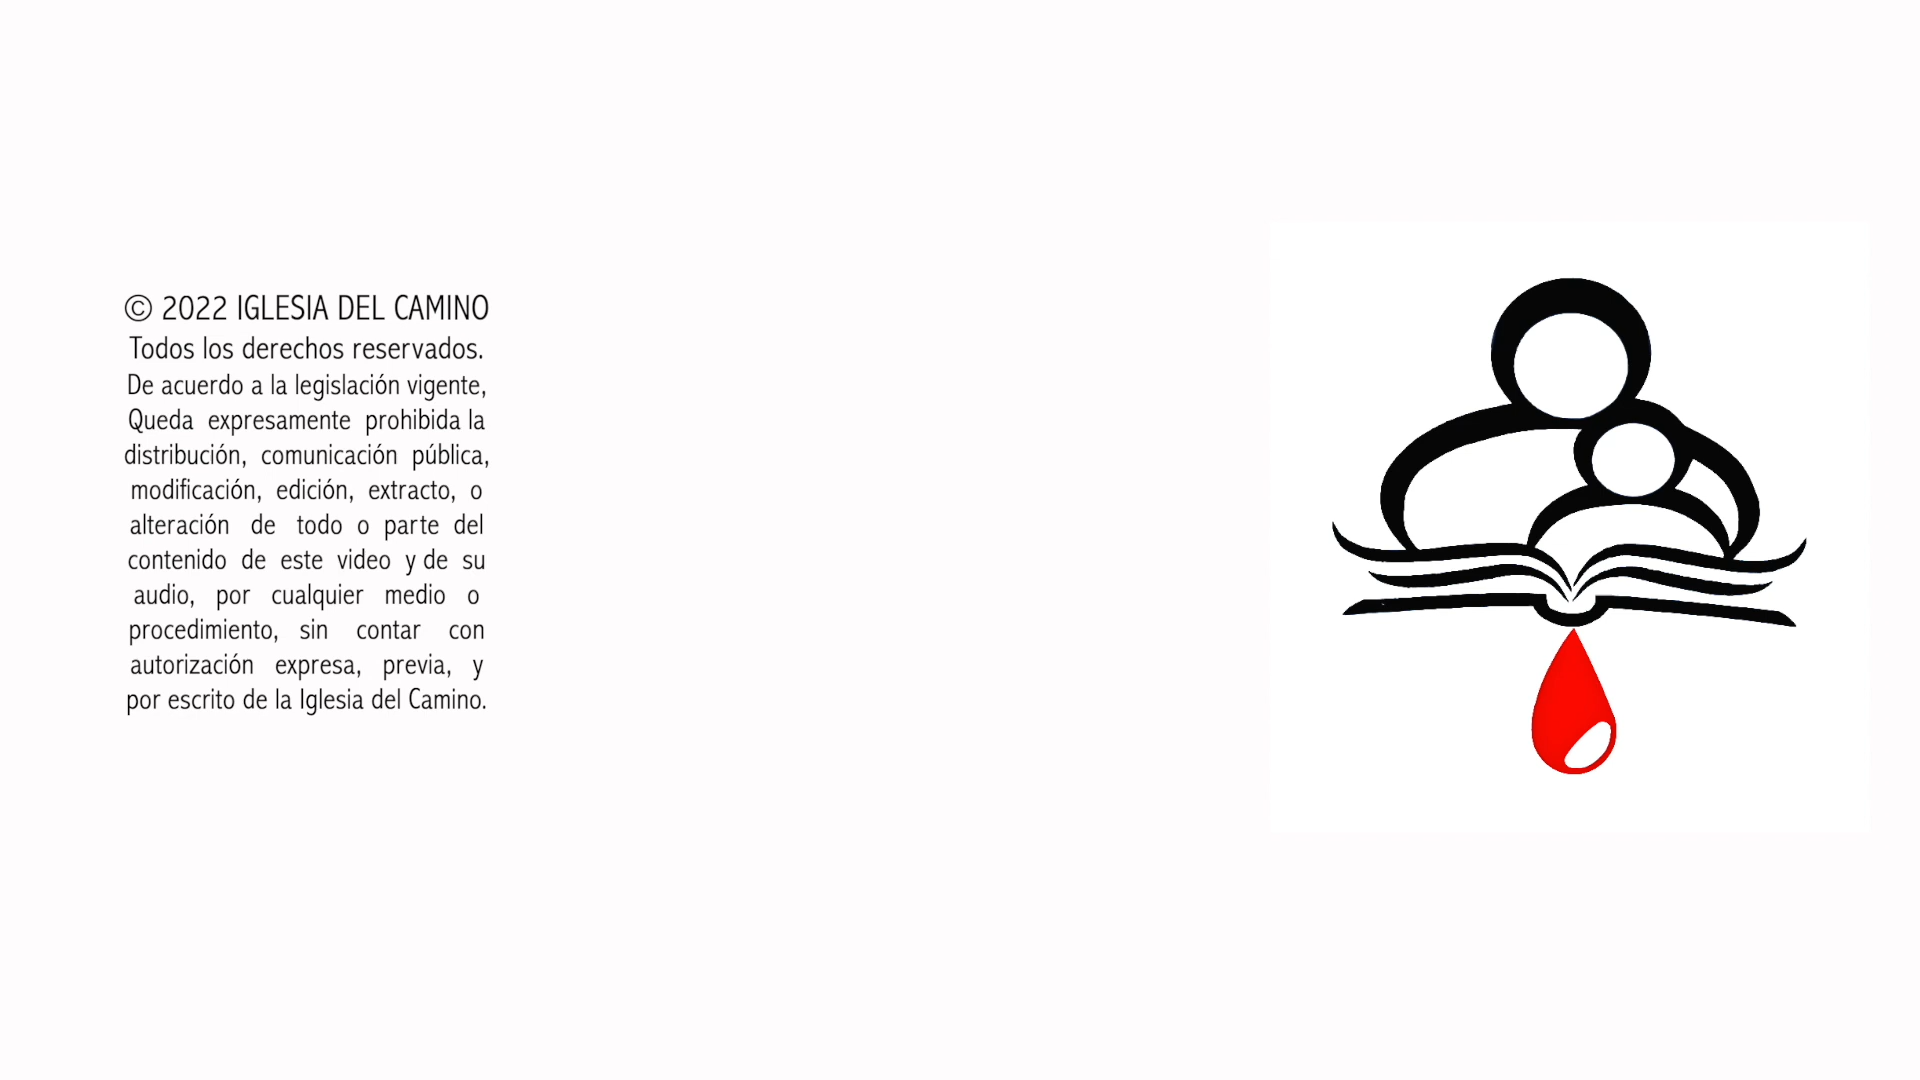 © 2022 IGLESIA DEL CAMINO
Todos los derechos reservados.
De acuerdo a la legislación vigente,
Queda expresamente prohibida la
distribución, comunicación pública,
modificación, edición, extracto, o
alteración de todo o parte del
contenido de este video y de su
audio, por cualquier medio o
procedimiento, sin contar con
autorización expresa, previa, y
por escrito de la Iglesia del Camino.